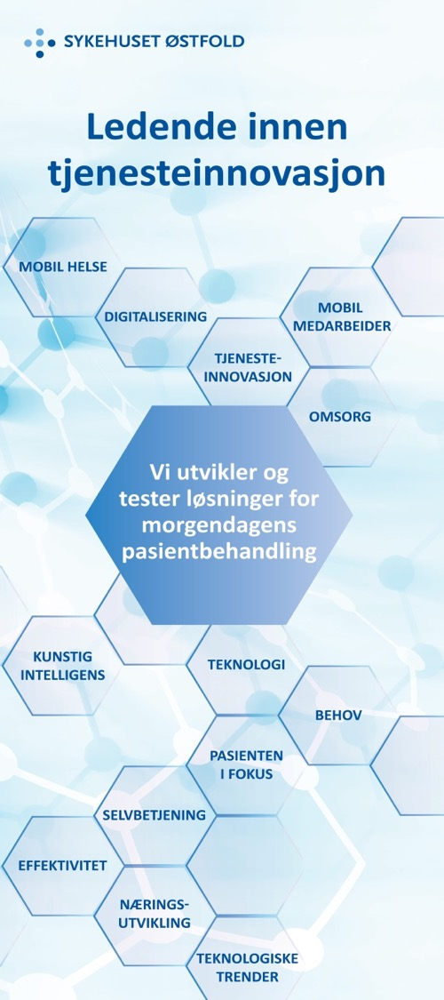 SYKEHUSET ØSTFOLD
Ledende innen
tjenesteinnovasjon
MOBIL HELSE
DIGITALISERING
MOBIL
MEDARBEIDER
TJENESTE-
INNOVASJON
OMSORG
Vi utvikler og
tester løsninger for
morgendagens
pasientbehandling
KUNSTIG
INTELLIGENS
TEKNOLOGI
BEHOV
PASIENTEN
I FOKUS
SELVBETJENING
EFFEKTIVITET
NÆRINGS-
UTVIKLING
TEKNOLOGISKE
TRENDER